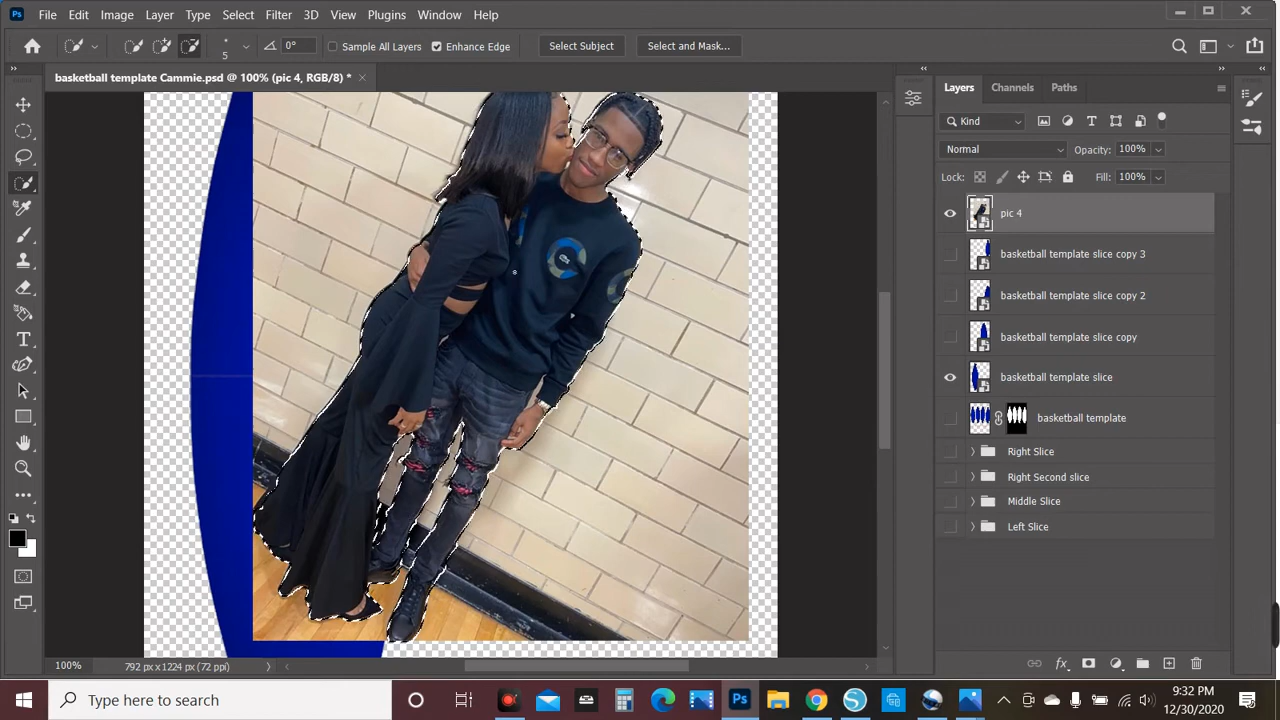 File Edit Image Layer Type Select Filter 3D View Plugins Window Help
5 0° Sample All Layers Enhance Edge Select Subject Select and Mask...
basketball template Cammie.psd @ 100% (pic 4, RGB/8) *
Layers Channels Paths
Kind
Normal Opacity: 100%
Lock: Fill: 100%
pic 4
basketball template slice copy 3
basketball template slice copy 2
basketball template slice copy
basketball template slice
basketball template
Right Slice
Right Second slice
Middle Slice
Left Slice
100% 792 px x 1224 px (72 ppi)
Type here to search
9:32 PM
12/30/2020